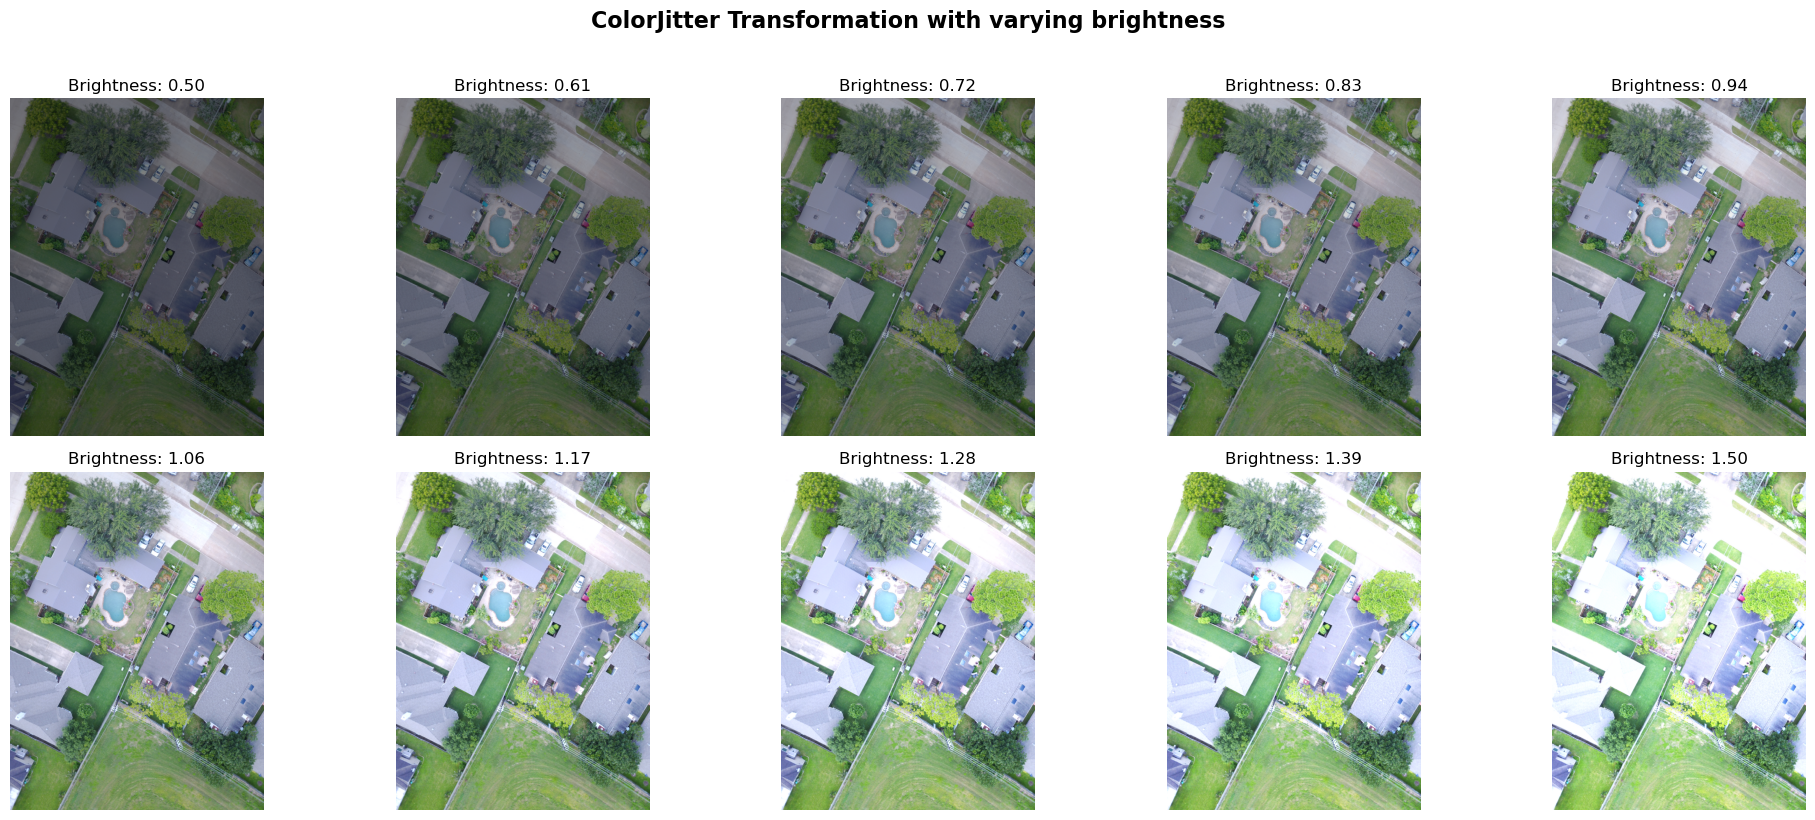 ColorJitter Transformation with varying brightness
Brightness: 0.50
Brightness: 0.61
Brightness: 0.72
Brightness: 0.83
Brightness: 0.94
Brightness: 1.06
Brightness: 1.17
Brightness: 1.28
Brightness: 1.39
Brightness: 1.50